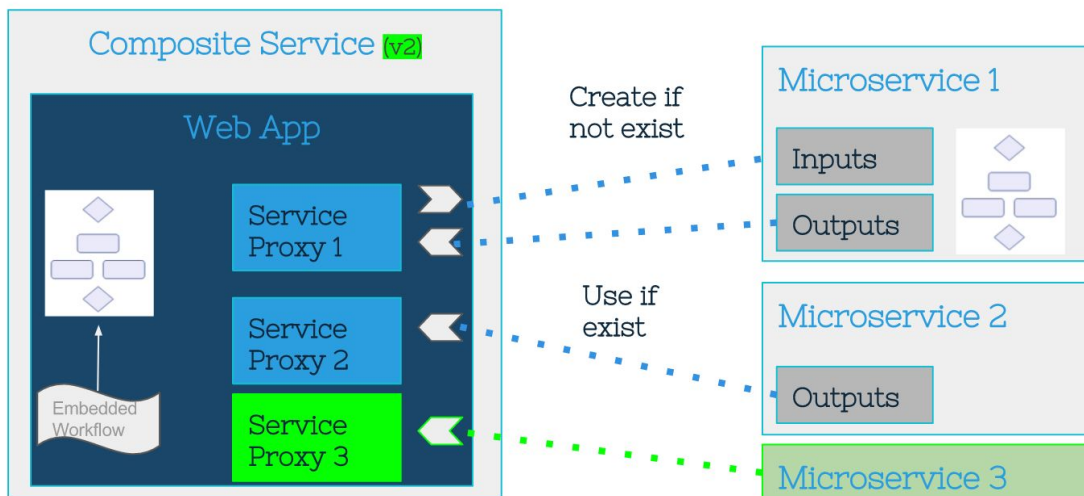 Composite Service (v2)
Web App
Service
Proxy 1
Service
Proxy 2
Service
Proxy 3
Embedded
Workflow
Create if
not exist
Use if
exist
Microservice 1
Inputs
Outputs
Microservice 2
Outputs
Microservice 3